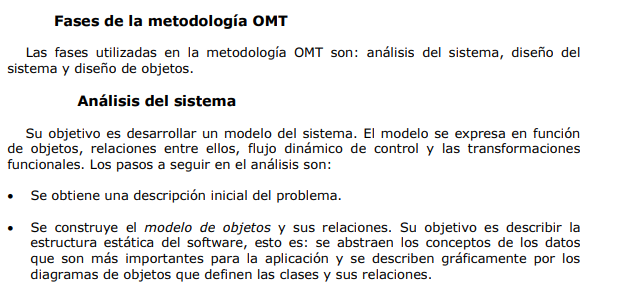 Fases de la metodología OMT
Las fases utilizadas en la metodología OMT son: análisis del sistema, diseño del
sistema y diseño de objetos.
Análisis del sistema
Su objetivo es desarrollar un modelo del sistema. El modelo se expresa en función
de objetos, relaciones entre ellos, flujo dinámico de control y las transformaciones
funcionales. Los pasos a seguir en el análisis son:
• Se obtiene una descripción inicial del problema.
• Se construye el modelo de objetos y sus relaciones. Su objetivo es describir la
estructura estática del software, esto es: se abstraen los conceptos de los datos
que son más importantes para la aplicación y se describen gráficamente por los
diagramas de objetos que definen las clases y sus relaciones.